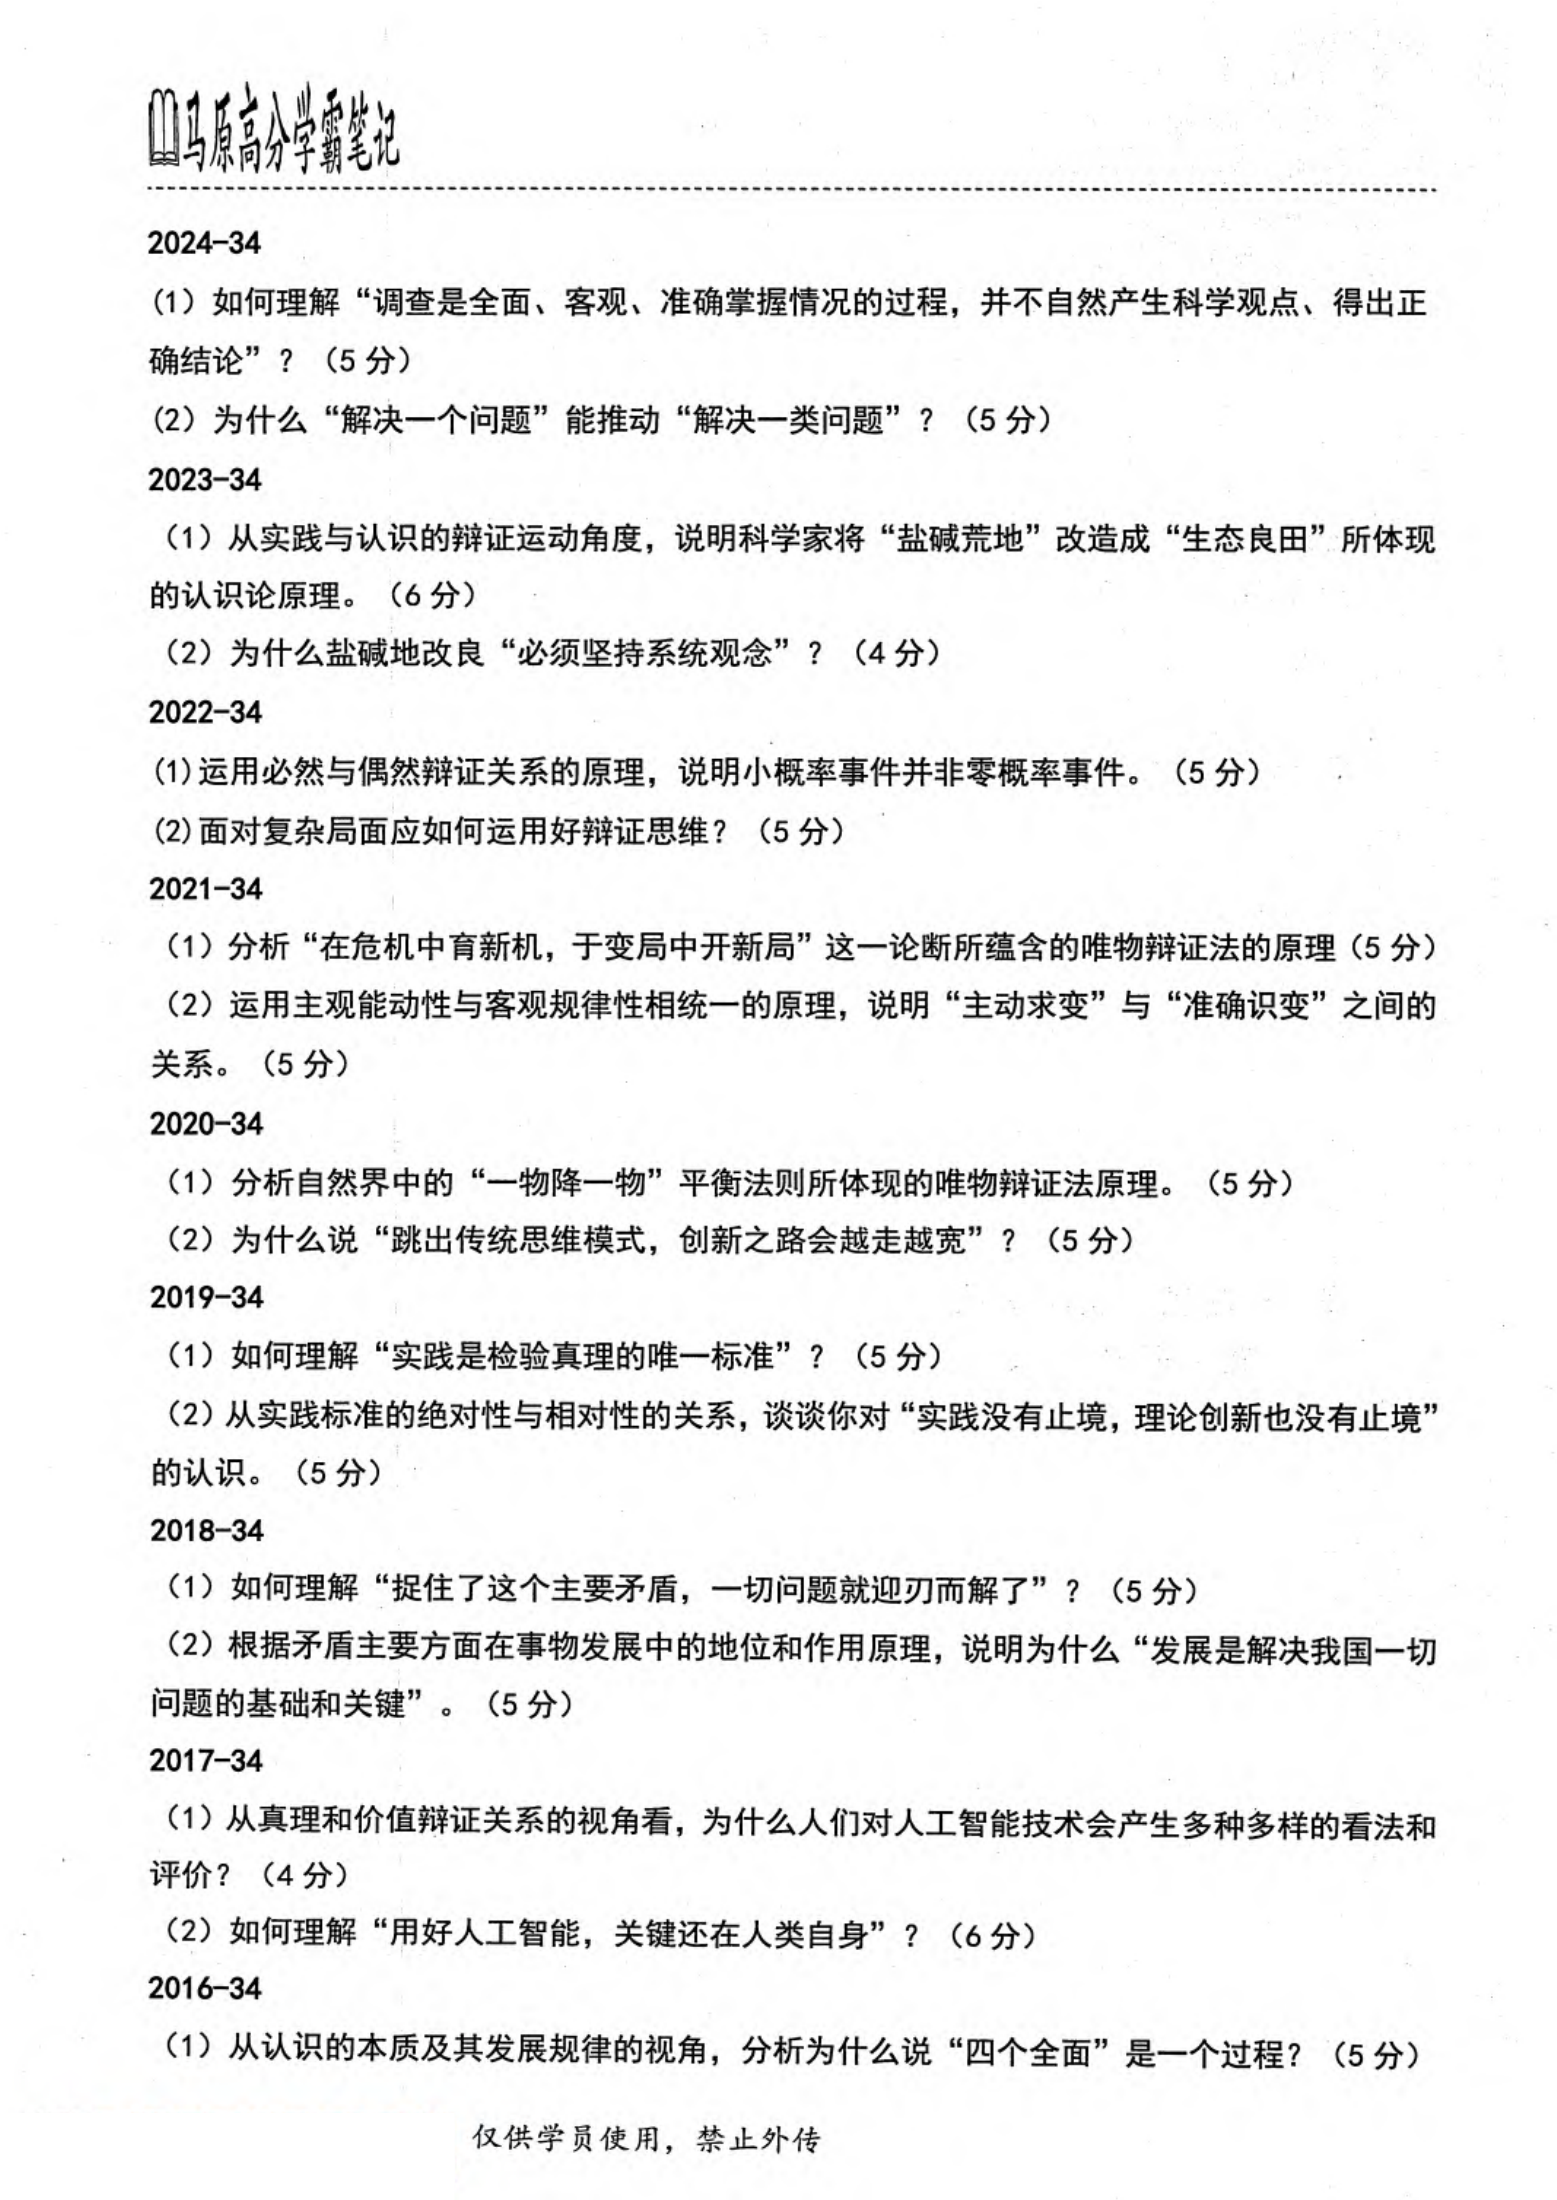 马原高分学霸笔记
2024-34
(1）如何理解“调查是全面、客观、准确掌握情况的过程，并不自然产生科学观点、得出正
确结论”？（5 分）
(2）为什么“解决一个问题”能推动“解决一类问题”？（5 分）
2023-34
（1）从实践与认识的辩证运动角度，说明科学家将“盐碱荒地”改造成“生态良田”所体现
的认识论原理。（6 分）
（2）为什么盐碱地改良“必须坚持系统观念”？（4 分）
2022-34
(1)运用必然与偶然辩证关系的原理，说明小概率事件并非零概率事件。（5 分）
(2)面对复杂局面应如何运用好辩证思维？（5 分）
2021-34
（1）分析“在危机中育新机，于变局中开新局”这一论断所蕴含的唯物辩证法的原理（5 分）
（2）运用主观能动性与客观规律性相统一的原理，说明“主动求变”与“准确识变”之间的
关系。（5 分）
2020-34
（1）分析自然界中的“一物降一物”平衡法则所体现的唯物辩证法原理。（5 分）
（2）为什么说“跳出传统思维模式，创新之路会越走越宽”？（5 分）
2019-34
（1）如何理解“实践是检验真理的唯一标准”？（5 分）
（2）从实践标准的绝对性与相对性的关系，谈谈你对“实践没有止境，理论创新也没有止境”
的认识。（5 分）
2018-34
（1）如何理解“捉住了这个主要矛盾，一切问题就迎刃而解了”？（5 分）
（2）根据矛盾主要方面在事物发展中的地位和作用原理，说明为什么“发展是解决我国一切
问题的基础和关键”。（5 分）
2017-34
（1）从真理和价值辩证关系的视角看，为什么人们对人工智能技术会产生多种多样的看法和
评价？（4 分）
（2）如何理解“用好人工智能，关键还在人类自身”？（6 分）
2016-34
（1）从认识的本质及其发展规律的视角，分析为什么说“四个全面”是一个过程？（5 分）
仅供学员使用，禁止外传